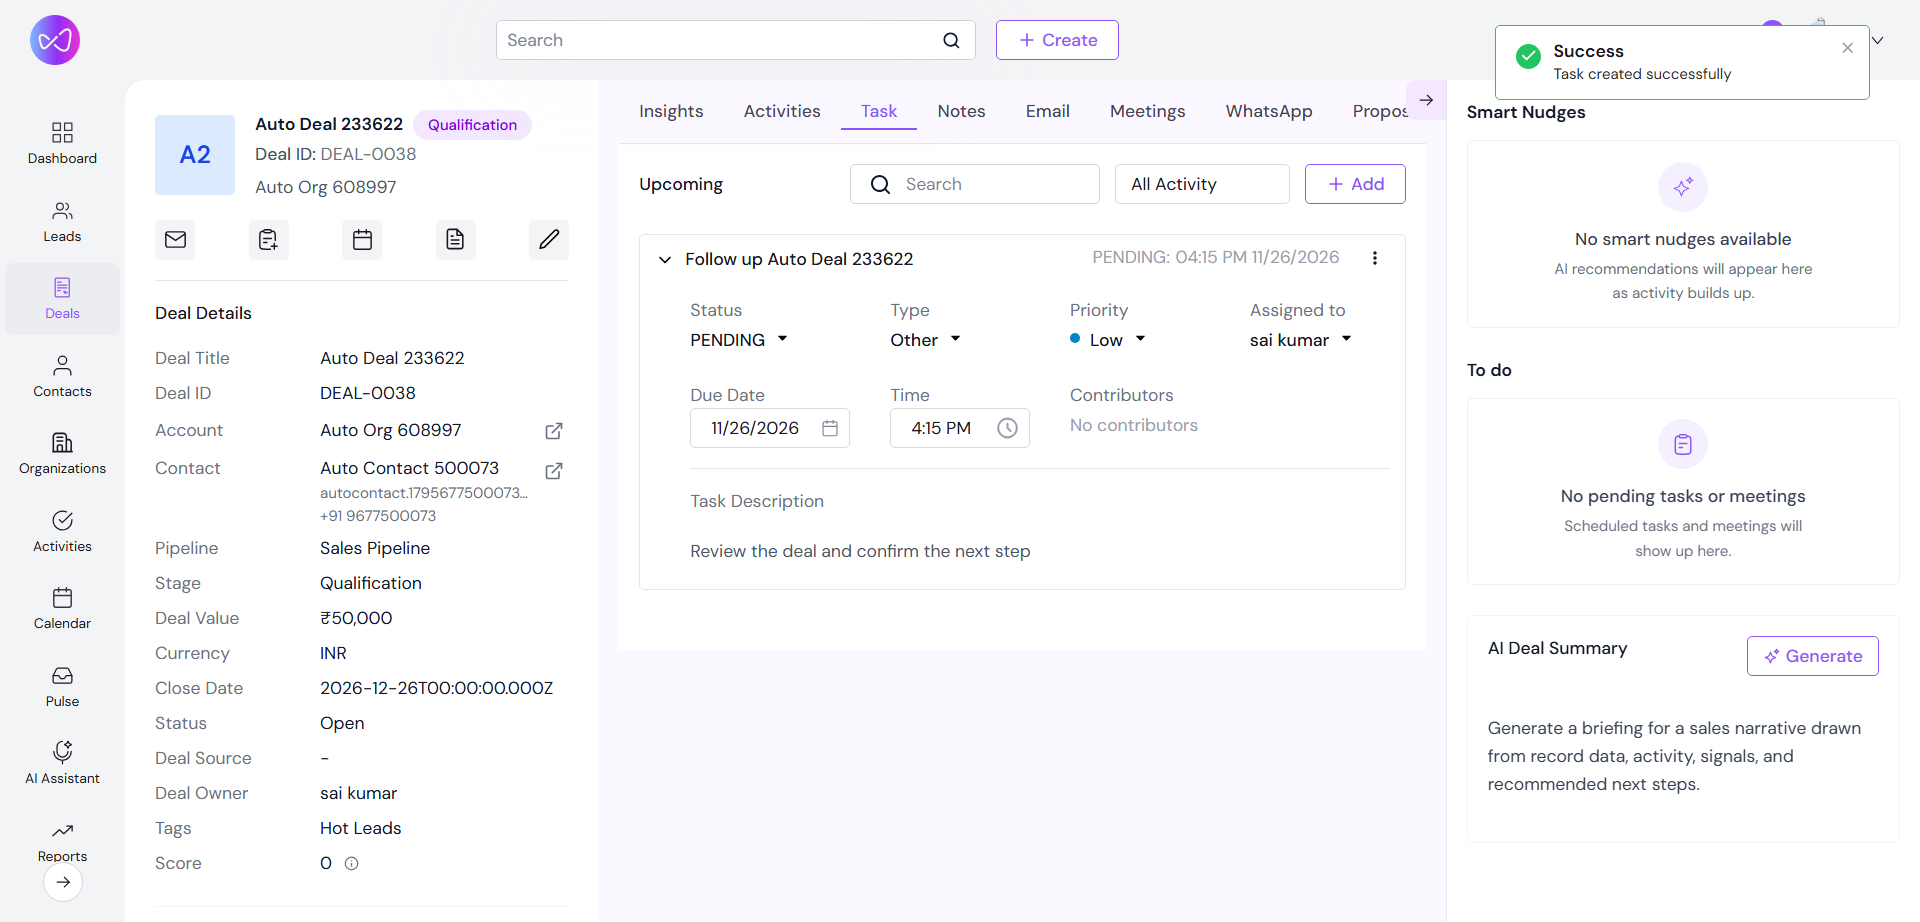 Search
Create
Success
Task created successfully
Dashboard
Leads
Deals
Contacts
Organizations
Activities
Calendar
Pulse
AI Assistant
Reports
A2
Auto Deal 233622
Qualification
Deal ID: DEAL-0038
Auto Org 608997
Deal Details
Deal Title
Auto Deal 233622
Deal ID
DEAL-0038
Account
Auto Org 608997
Contact
Auto Contact 500073
autocontact.1795677500073...
+91 9677500073
Pipeline
Sales Pipeline
Stage
Qualification
Deal Value
₹50,000
Currency
INR
Close Date
2026-12-26T00:00:00.000Z
Status
Open
Deal Source
-
Deal Owner
sai kumar
Tags
Hot Leads
Score
0
Insights
Activities
Task
Notes
Email
Meetings
WhatsApp
Propos
Upcoming
Search
All Activity
Add
Follow up Auto Deal 233622
PENDING: 04:15 PM 11/26/2026
Status
PENDING
Type
Other
Priority
Low
Assigned to
sai kumar
Due Date
11/26/2026
Time
4:15 PM
Contributors
No contributors
Task Description
Review the deal and confirm the next step
Smart Nudges
No smart nudges available
AI recommendations will appear here
as activity builds up.
To do
No pending tasks or meetings
Scheduled tasks and meetings will
show up here.
AI Deal Summary
Generate
Generate a briefing for a sales narrative drawn
from record data, activity, signals, and
recommended next steps.